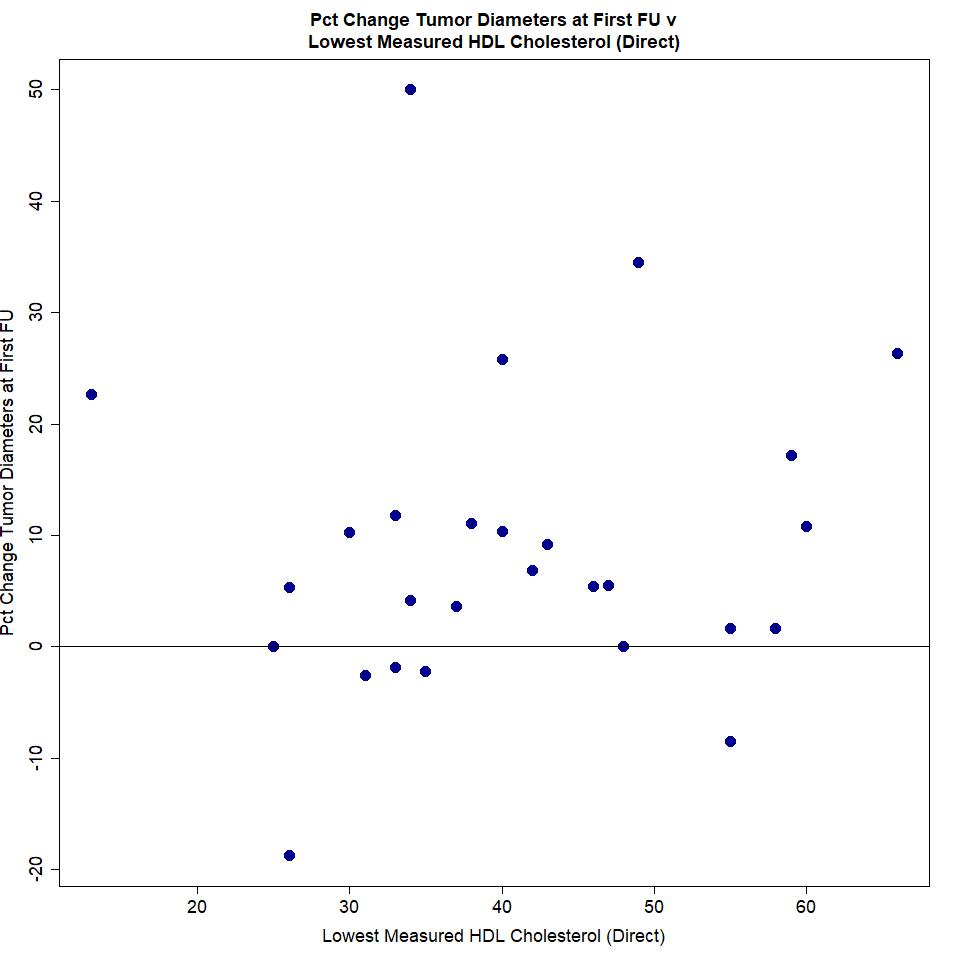 Pct Change Tumor Diameters at First FU v
Lowest Measured HDL Cholesterol (Direct)
Pct Change Tumor Diameters at First FU
50
40
30
20
10
0
-10
-20
20 30 40 50 60
Lowest Measured HDL Cholesterol (Direct)